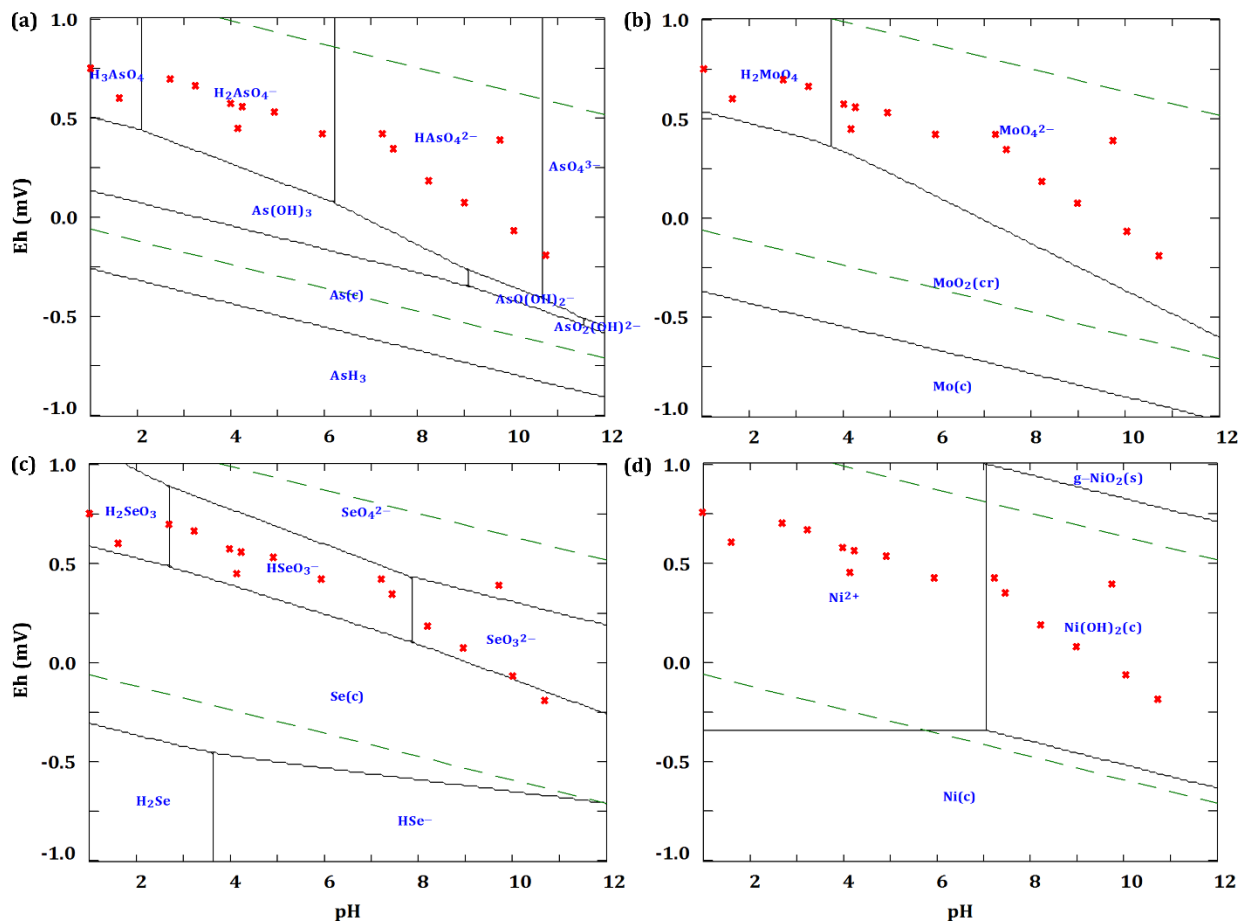 (a)
1.0
H₃AsO₄
H₂AsO₄⁻
0.5
HAsO₄²⁻
AsO₄³⁻
Eh (mV)
As(OH)₃
0.0
As(c)
AsO(OH)₂⁻
-0.5
AsO₂(OH)²⁻
AsH₃
-1.0
2 4 6 8 10 12
(b)
1.0
H₂MoO₄
0.5
MoO₄²⁻
0.0
MoO₂(cr)
-0.5
Mo(c)
-1.0
2 4 6 8 10 12
(c)
1.0
H₂SeO₃
SeO₄²⁻
0.5
HSeO₃⁻
SeO₃²⁻
Eh (mV)
0.0
Se(c)
-0.5
H₂Se
HSe⁻
-1.0
2 4 6 8 10 12
pH
(d)
1.0
g-NiO₂(s)
0.5
Ni²⁺
Ni(OH)₂(c)
0.0
-0.5
Ni(c)
-1.0
2 4 6 8 10 12
pH